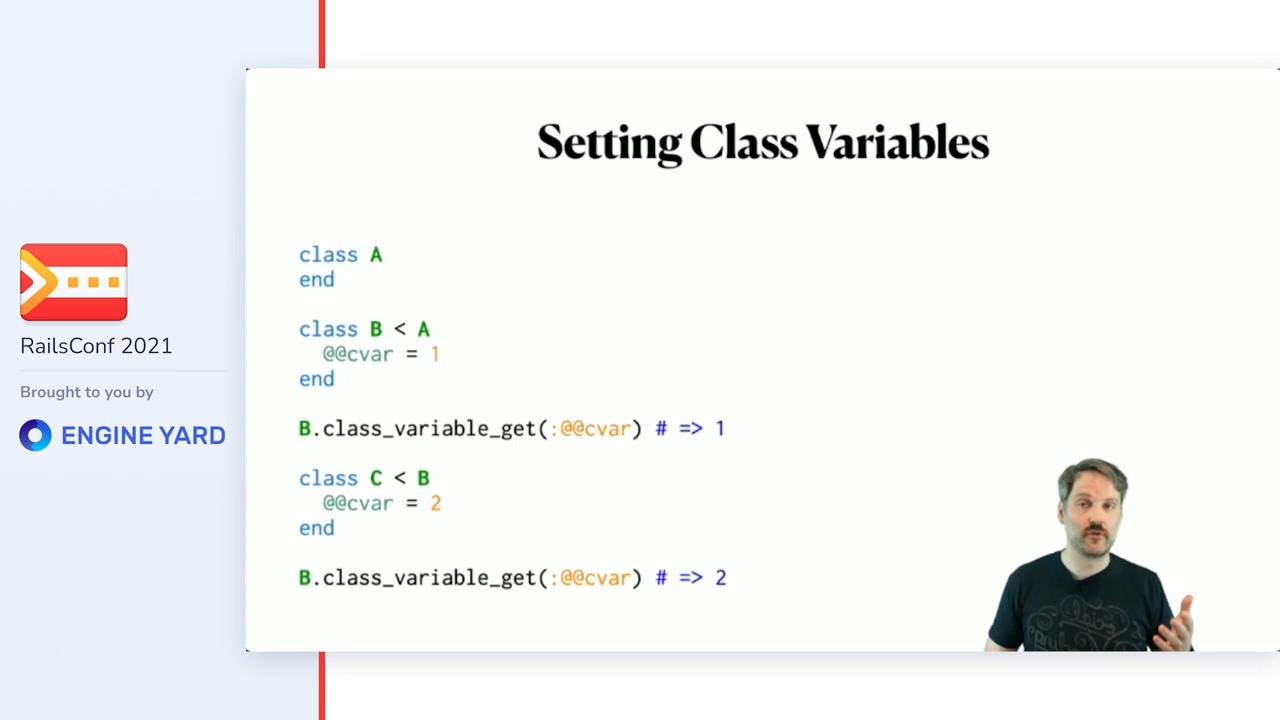 Setting Class Variables
class A
end
class B < A
@@cvar = 1
end
B.class_variable_get(:@@cvar) # => 1
class C < B
@@cvar = 2
end
B.class_variable_get(:@@cvar) # => 2
RailsConf 2021
Brought to you by
ENGINE YARD